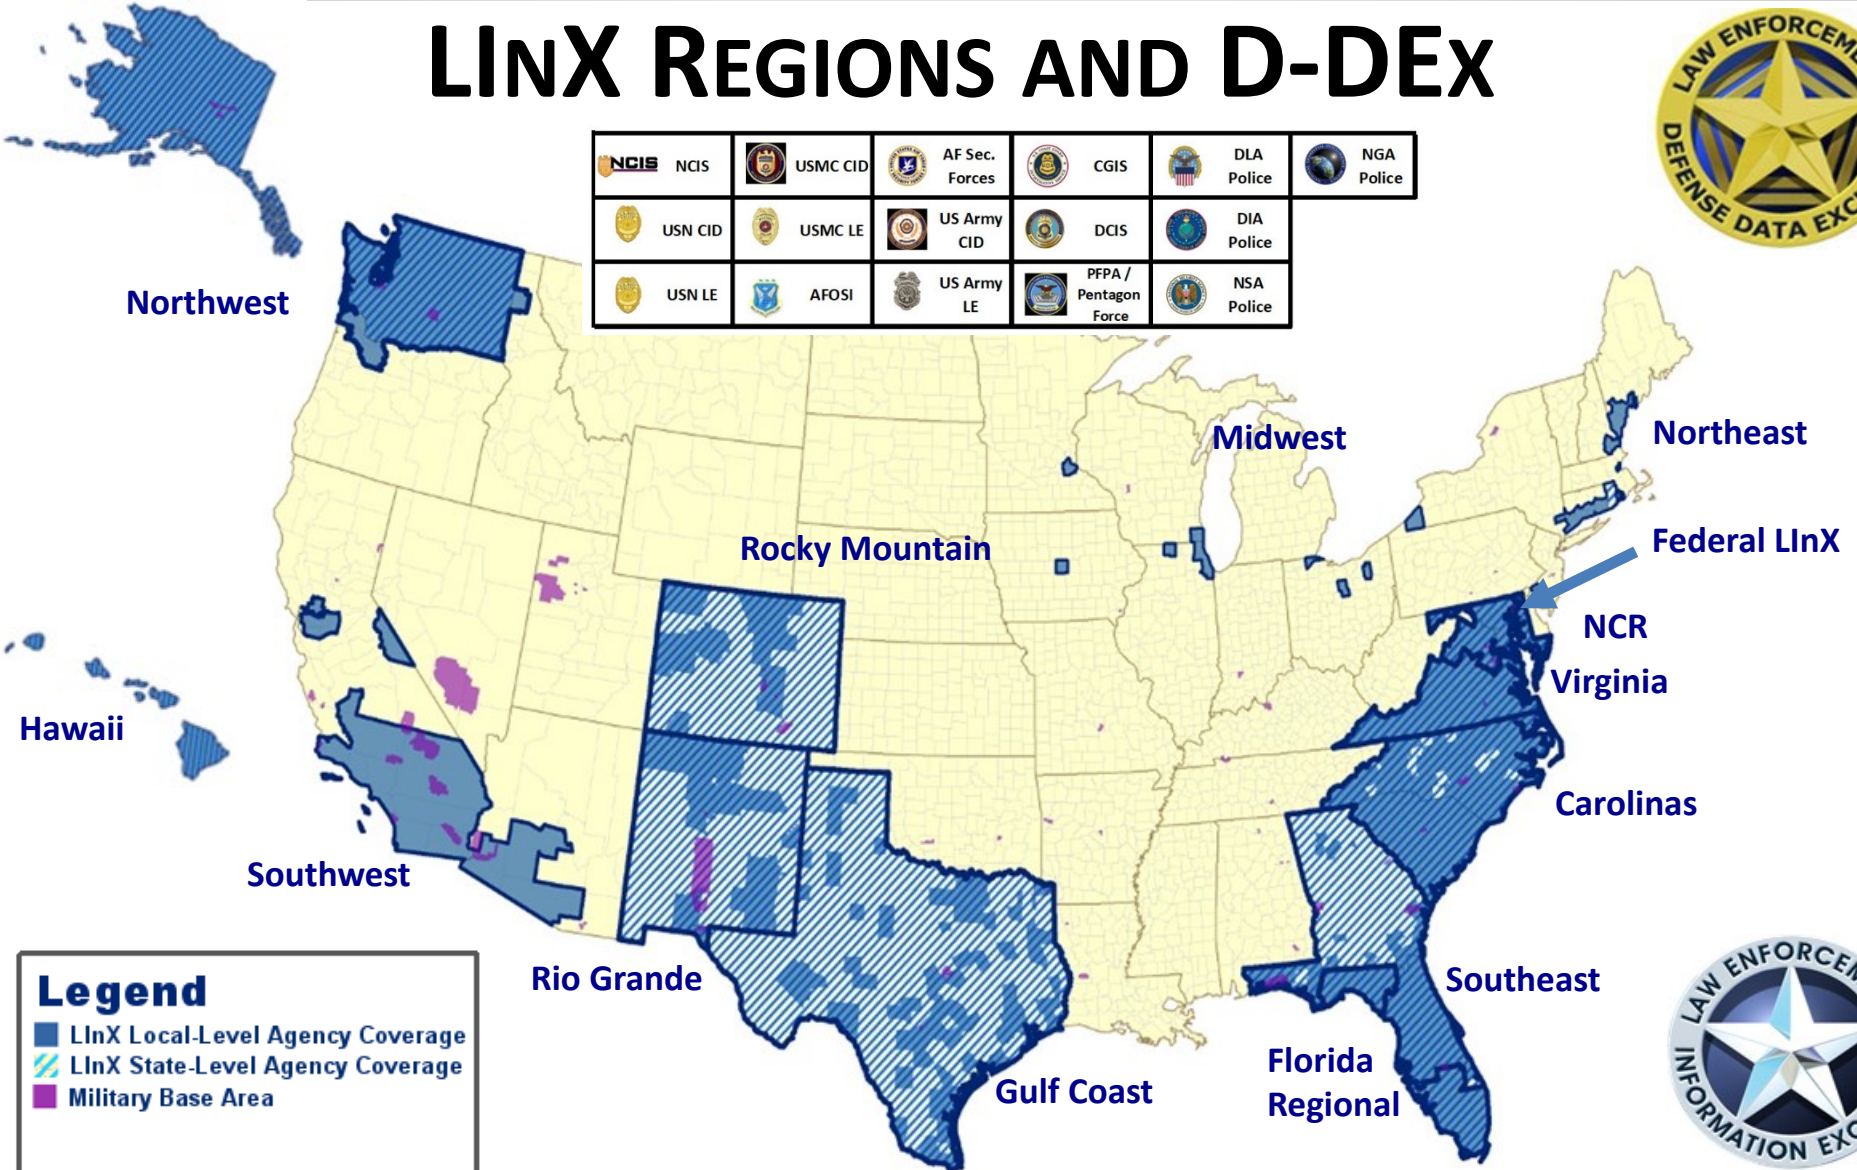 LINX REGIONS AND D-DEX
NCIS NCIS
USMC CID
AF Sec.
Forces
CGIS
DLA
Police
NGA
Police
USN CID
USMC LE
US Army
CID
DCIS
DIA
Police
USN LE
AFOSI
US Army
LE
PFPA /
Pentagon
Force
NSA
Police
LAW ENFORCEM
DEFENSE DATA EXC
Northwest
Midwest
Northeast
Rocky Mountain
Federal LInX
NCR
Virginia
Hawaii
Carolinas
Southwest
Rio Grande
Southeast
Florida
Regional
Gulf Coast
Legend
LInX Local-Level Agency Coverage
LInX State-Level Agency Coverage
Military Base Area
LAW ENFORCEM
INFORMATION EXC